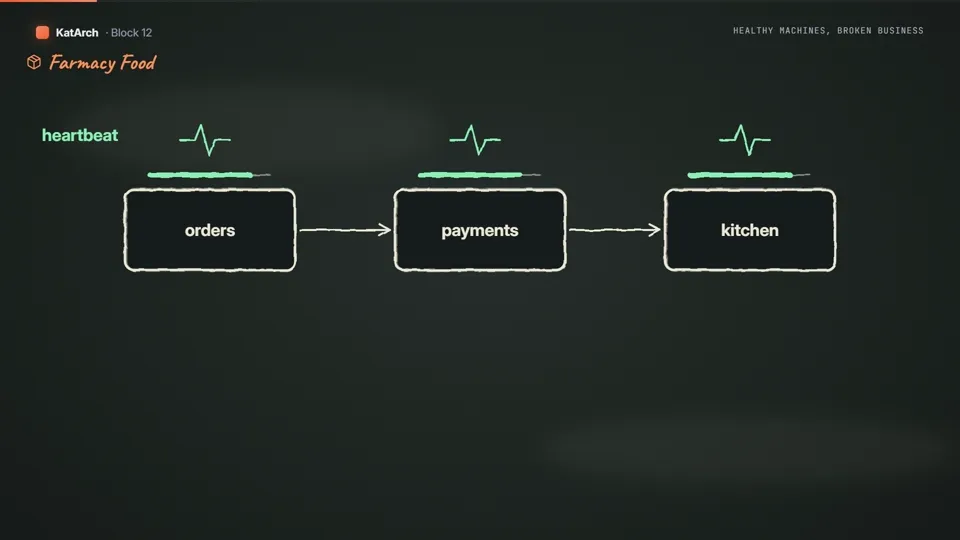 KatArch · Block 12
HEALTHY MACHINES, BROKEN BUSINESS
Farmacy Food
heartbeat
orders
payments
kitchen